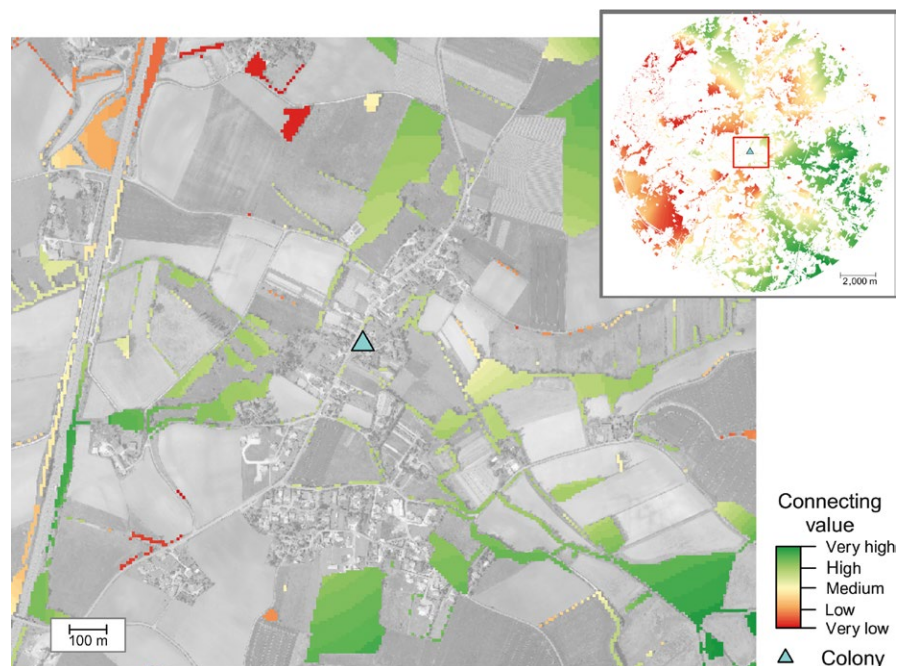 2,000 m
Connecting
value
Very high
High
Medium
Low
Very low
100 m
Colony